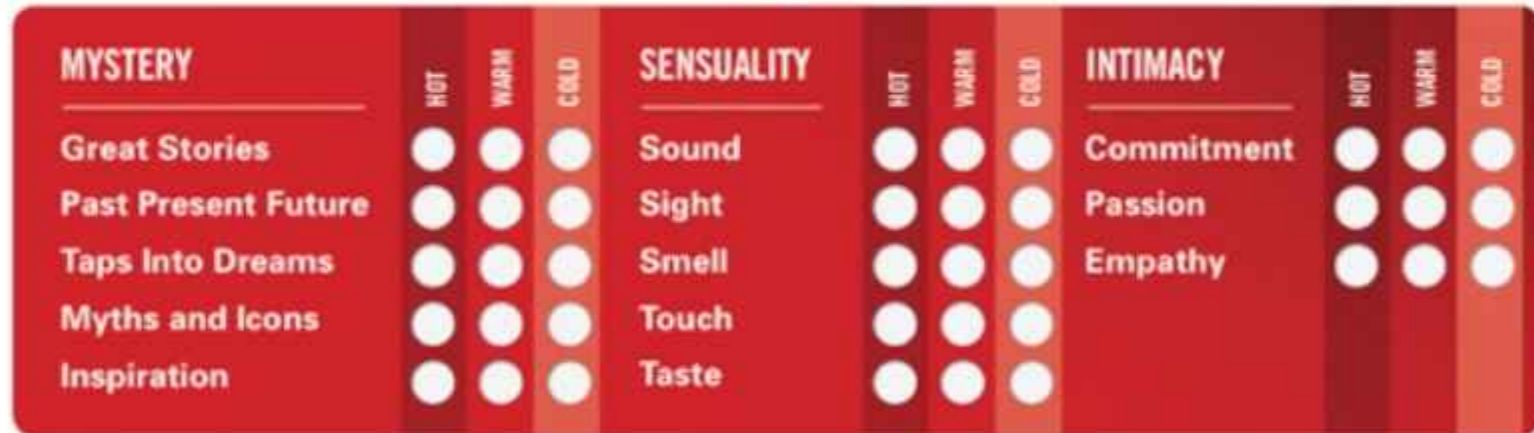 MYSTERY
HOT
WARM
COLD
Great Stories
Past Present Future
Taps Into Dreams
Myths and Icons
Inspiration
SENSUALITY
HOT
WARM
COLD
Sound
Sight
Smell
Touch
Taste
INTIMACY
HOT
WARM
COLD
Commitment
Passion
Empathy